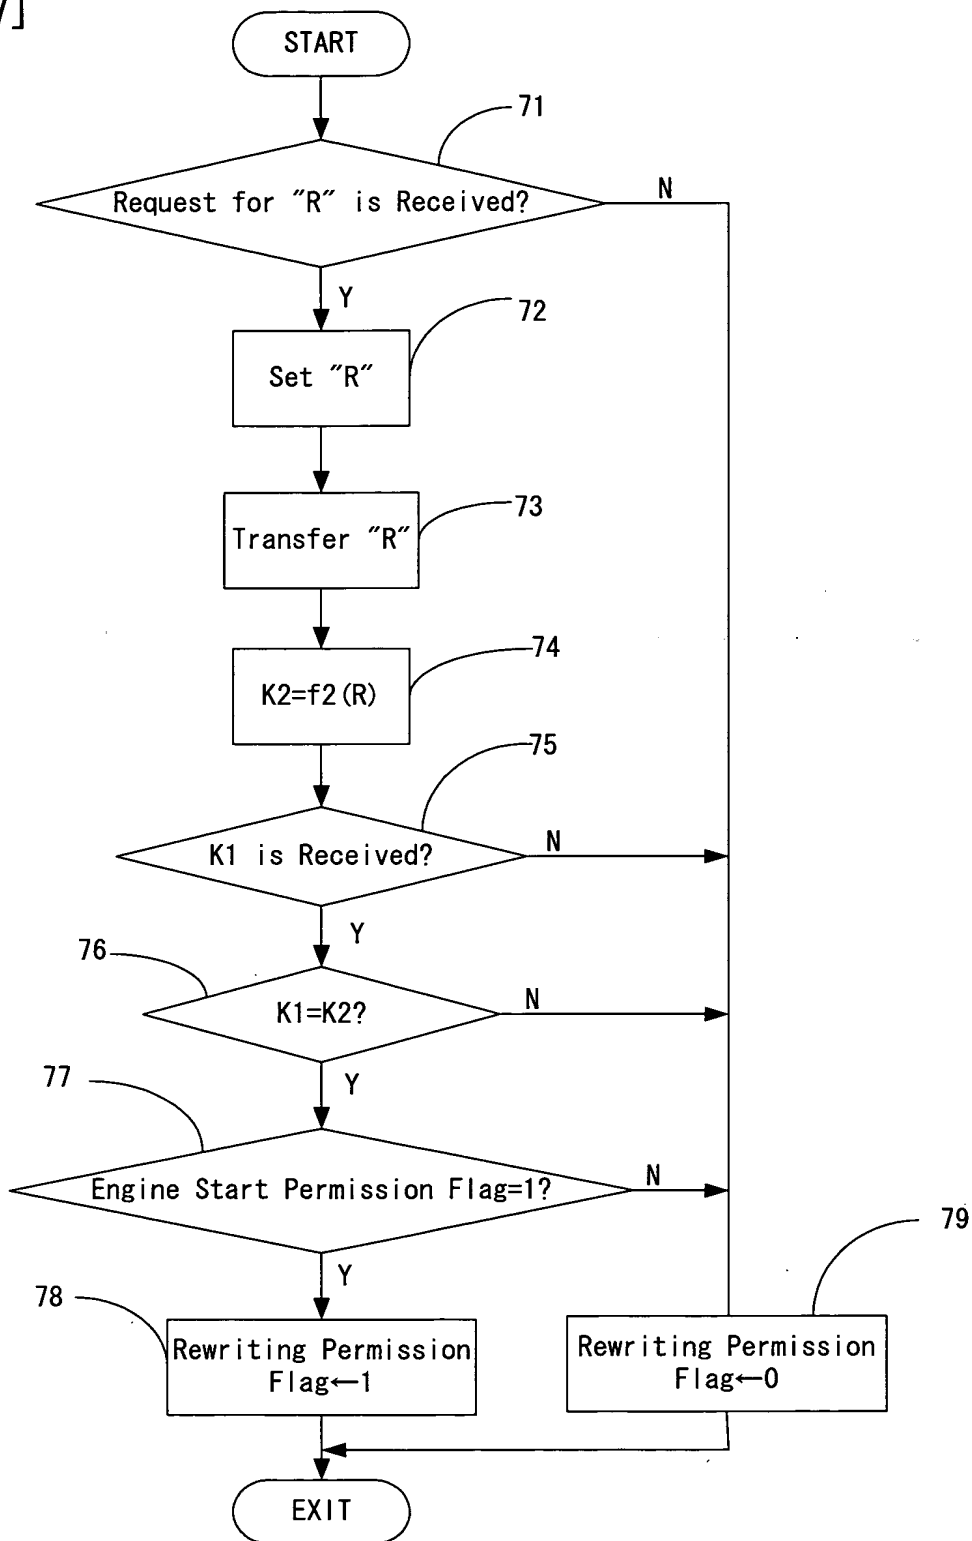 START
71
Request for "R" is Received?
N
Y
72
Set "R"
73
Transfer "R"
74
K2=f2(R)
75
K1 is Received?
N
Y
76
K1=K2?
N
Y
77
Engine Start Permission Flag=1?
N
Y
79
78
Rewriting Permission
Flag←1
Rewriting Permission
Flag←0
EXIT